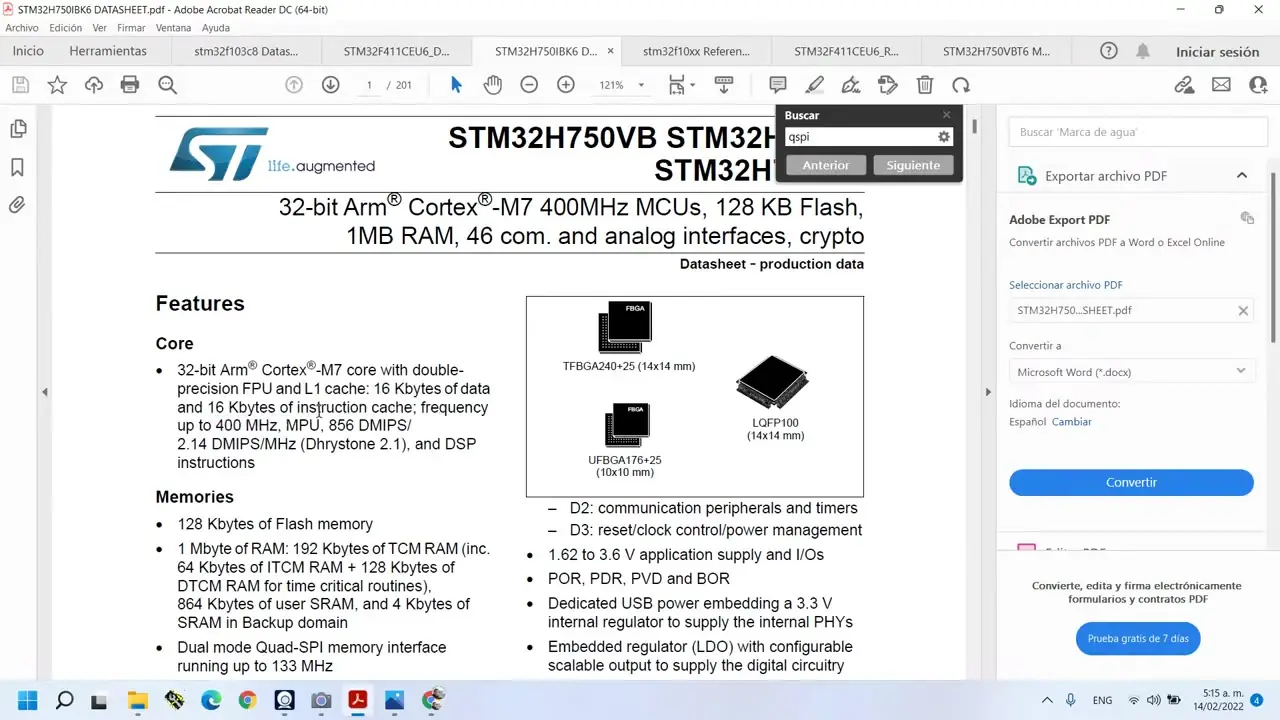 STM32H750IBK6 DATASHEET.pdf - Adobe Acrobat Reader DC (64-bit)
Archivo Edición Ver Firmar Ventana Ayuda
Inicio Herramientas stm32f103c8 Datas... STM32F411CEU6_D... STM32H750IBK6 D... × stm32f10xx Referen... STM32F411CEU6_R... STM32H750VBT6 M... Iniciar sesión
1 / 201 121%
Buscar
qspi
Anterior Siguiente
ST life.augmented
STM32H750VB STM32H
STM32H7
32-bit Arm® Cortex®-M7 400MHz MCUs, 128 KB Flash,
1MB RAM, 46 com. and analog interfaces, crypto
Datasheet - production data
Features
Core
• 32-bit Arm® Cortex®-M7 core with double-
precision FPU and L1 cache: 16 Kbytes of data
and 16 Kbytes of instruction cache; frequency
up to 400 MHz, MPU, 856 DMIPS/
2.14 DMIPS/MHz (Dhrystone 2.1), and DSP
instructions
Memories
• 128 Kbytes of Flash memory
• 1 Mbyte of RAM: 192 Kbytes of TCM RAM (inc.
64 Kbytes of ITCM RAM + 128 Kbytes of
DTCM RAM for time critical routines),
864 Kbytes of user SRAM, and 4 Kbytes of
SRAM in Backup domain
• Dual mode Quad-SPI memory interface
running up to 133 MHz
FBGA
TFBGA240+25 (14x14 mm)
FBGA
UFBGA176+25
(10x10 mm)
LQFP100
(14x14 mm)
– D2: communication peripherals and timers
– D3: reset/clock control/power management
• 1.62 to 3.6 V application supply and I/Os
• POR, PDR, PVD and BOR
• Dedicated USB power embedding a 3.3 V
internal regulator to supply the internal PHYs
• Embedded regulator (LDO) with configurable
scalable output to supply the digital circuitry
Buscar 'Marca de agua'
Exportar archivo PDF
Adobe Export PDF
Convertir archivos PDF a Word o Excel Online
Seleccionar archivo PDF
STM32H750...SHEET.pdf
Convertir a
Microsoft Word (*.docx)
Idioma del documento:
Español Cambiar
Convertir
Convierte, edita y firma electrónicamente
formularios y contratos PDF
Prueba gratis de 7 días
ENG
5:15 a. m.
14/02/2022
4